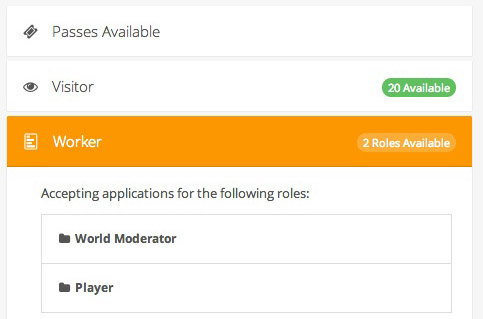 Passes Available
Visitor
20 Available
Worker
2 Roles Available
Accepting applications for the following roles:
World Moderator
Player